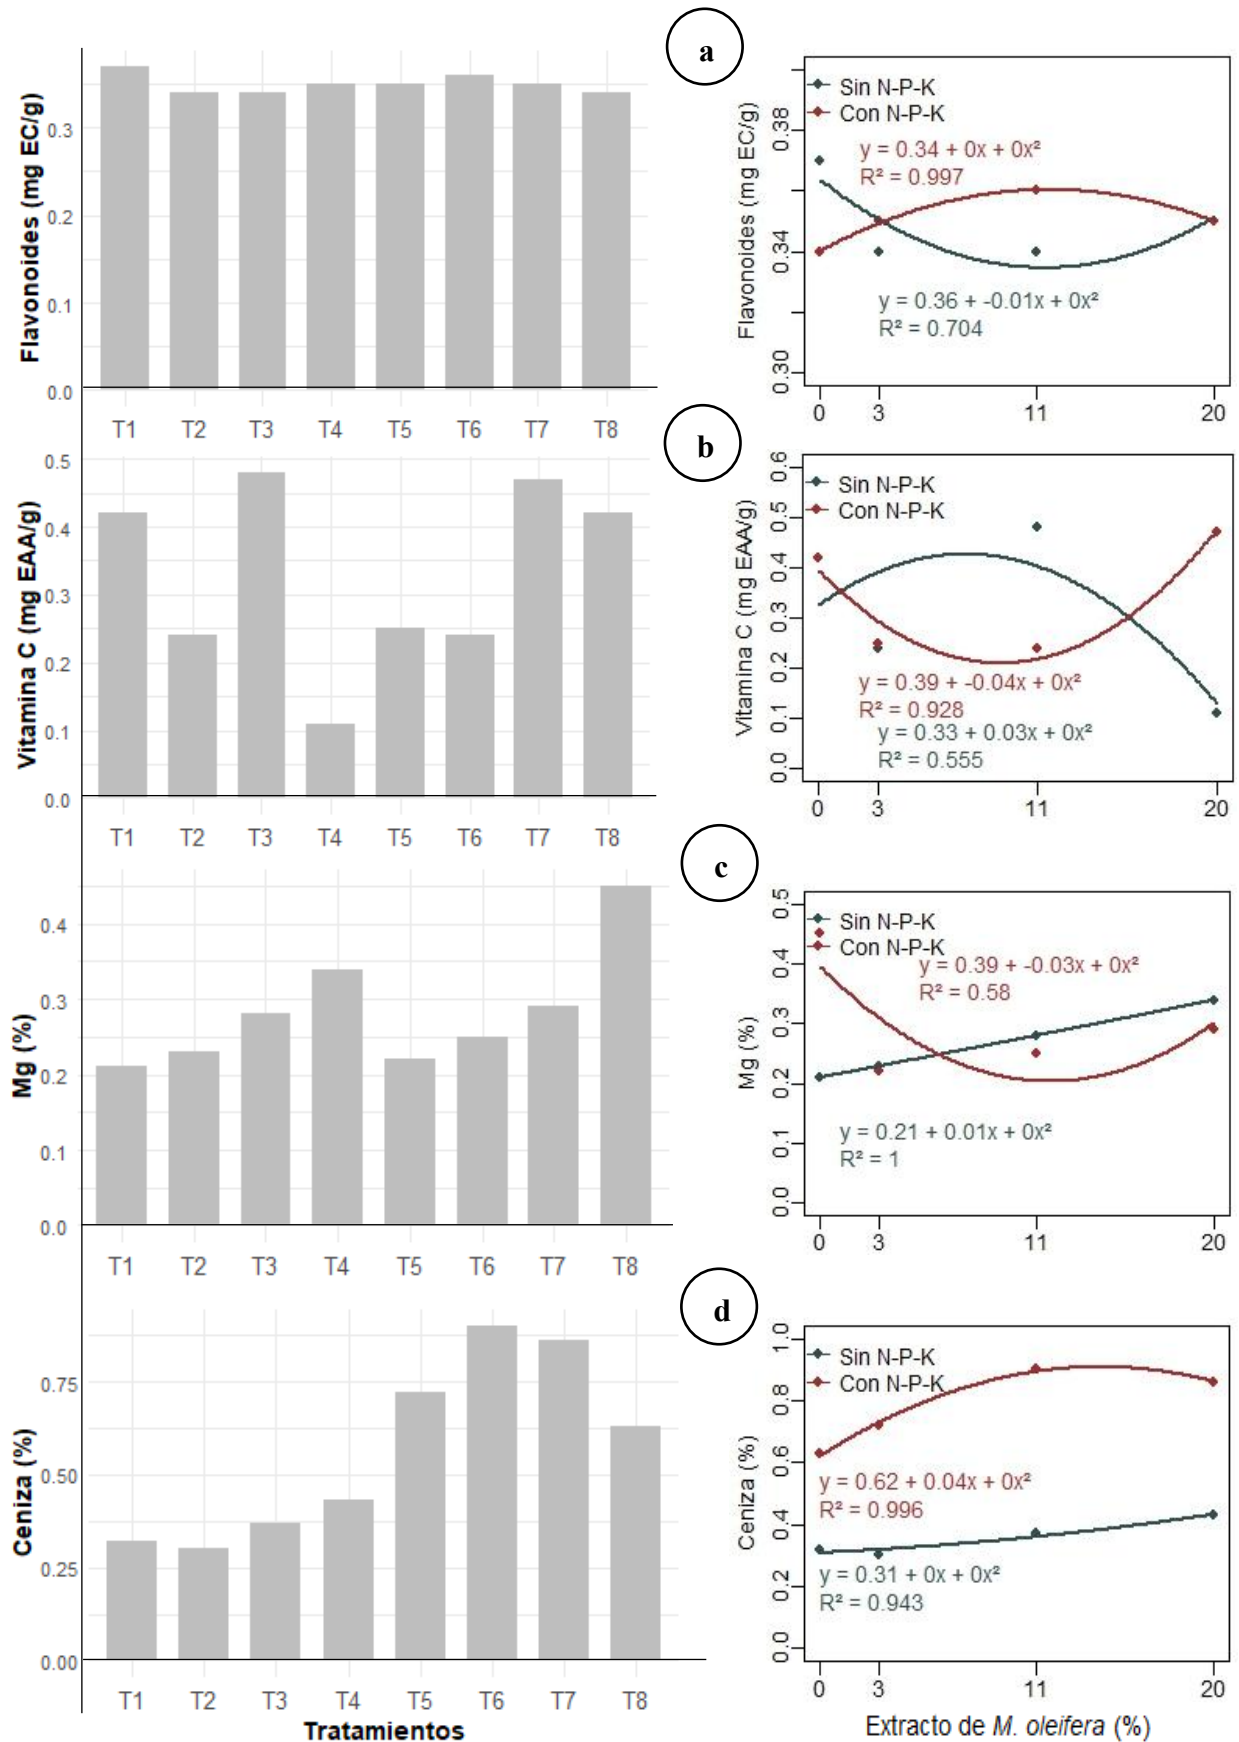 a
Flavonoides (mg EC/g)
0.3
0.2
0.1
0.0
T1 T2 T3 T4 T5 T6 T7 T8
Flavonoides (mg EC/g)
0.38
0.34
0.30
Sin N-P-K
Con N-P-K
y = 0.34 + 0x + 0x²
R² = 0.997
y = 0.36 + -0.01x + 0x²
R² = 0.704
0 3 11 20
b
Vitamina C (mg EAA/g)
0.5
0.4
0.3
0.2
0.1
0.0
T1 T2 T3 T4 T5 T6 T7 T8
Vitamina C (mg EAA/g)
0.6
0.5
0.4
0.3
0.2
0.1
0.0
Sin N-P-K
Con N-P-K
y = 0.39 + -0.04x + 0x²
R² = 0.928
y = 0.33 + 0.03x + 0x²
R² = 0.555
0 3 11 20
c
Mg (%)
0.4
0.3
0.2
0.1
0.0
T1 T2 T3 T4 T5 T6 T7 T8
Mg (%)
0.5
0.4
0.3
0.2
0.1
0.0
Sin N-P-K
Con N-P-K
y = 0.39 + -0.03x + 0x²
R² = 0.58
y = 0.21 + 0.01x + 0x²
R² = 1
0 3 11 20
d
Ceniza (%)
0.75
0.50
0.25
0.00
T1 T2 T3 T4 T5 T6 T7 T8
Tratamientos
Ceniza (%)
1.0
0.8
0.6
0.4
0.2
0.0
Sin N-P-K
Con N-P-K
y = 0.62 + 0.04x + 0x²
R² = 0.996
y = 0.31 + 0x + 0x²
R² = 0.943
0 3 11 20
Extracto de M. oleifera (%)